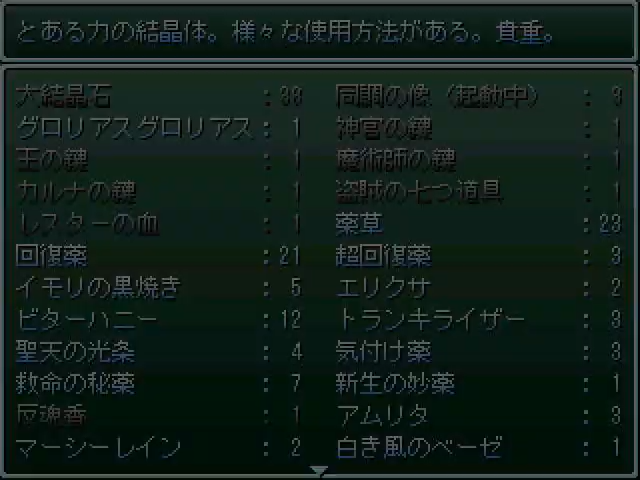 とある力の結晶体。様々な使用方法がある。貴重。
大結晶石 : 38 同調の像（起動中） : 3
グロリアスグロリアス : 1 神官の鍵 : 1
王の鍵 : 1 魔術師の鍵 : 1
カルナの鍵 : 1 盗賊の七つ道具 : 1
レスターの血 : 1 薬草 : 23
回復薬 : 21 超回復薬 : 3
イモリの黒焼き : 5 エリクサ : 2
ビターハニー : 12 トランキライザー : 3
聖天の光条 : 4 気付け薬 : 3
救命の秘薬 : 7 新生の妙薬 : 1
反魂香 : 1 アムリタ : 3
マーシーレイン : 2 白き風のベーゼ : 1